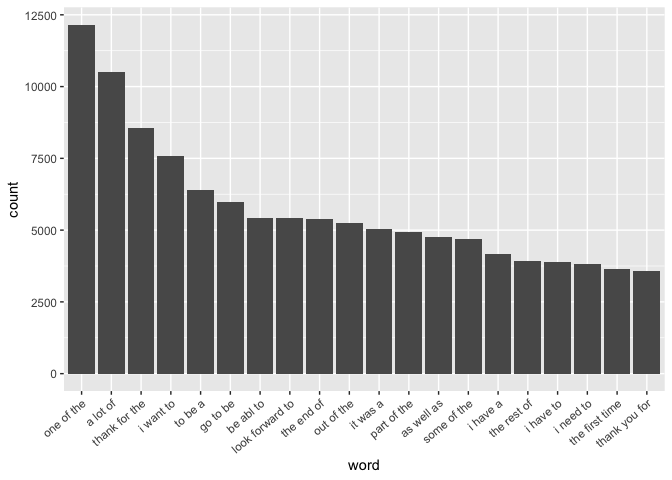 12500
10000
7500
5000
2500
0
count
one of the
a lot of
thank for the
i want to
to be a
go to be
be abl to
look forward to
the end of
out of the
it was a
part of the
as well as
some of the
i have a
the rest of
i have to
i need to
the first time
thank you for
word